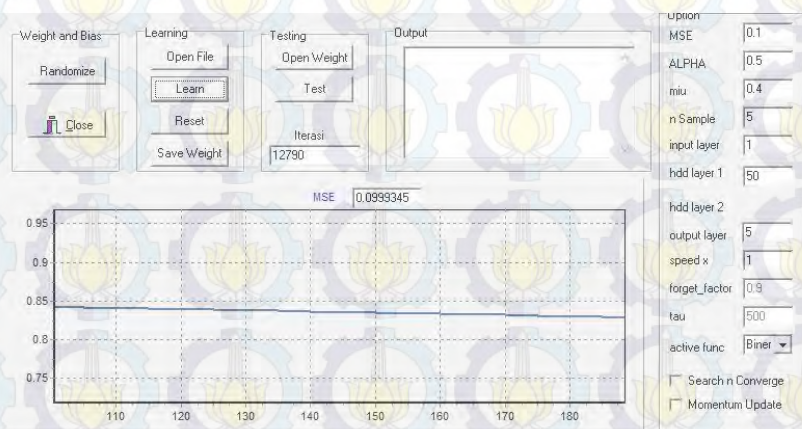 Weight and Bias
Randomize
Close
Learning
Open File
Learn
Reset
Save Weight
Testing
Open Weight
Test
Iterasi
12790
Output
Option
MSE 0.1
ALPHA 0.5
miu 0.4
n Sample 5
input layer 1
hdd layer 1 50
hdd layer 2
output layer 5
speed x 1
forget_factor 0.9
tau 500
active func Biner
Search n Converge
Momentum Update
MSE 0.0999345
0.95
0.9
0.85
0.8
0.75
110 120 130 140 150 160 170 180